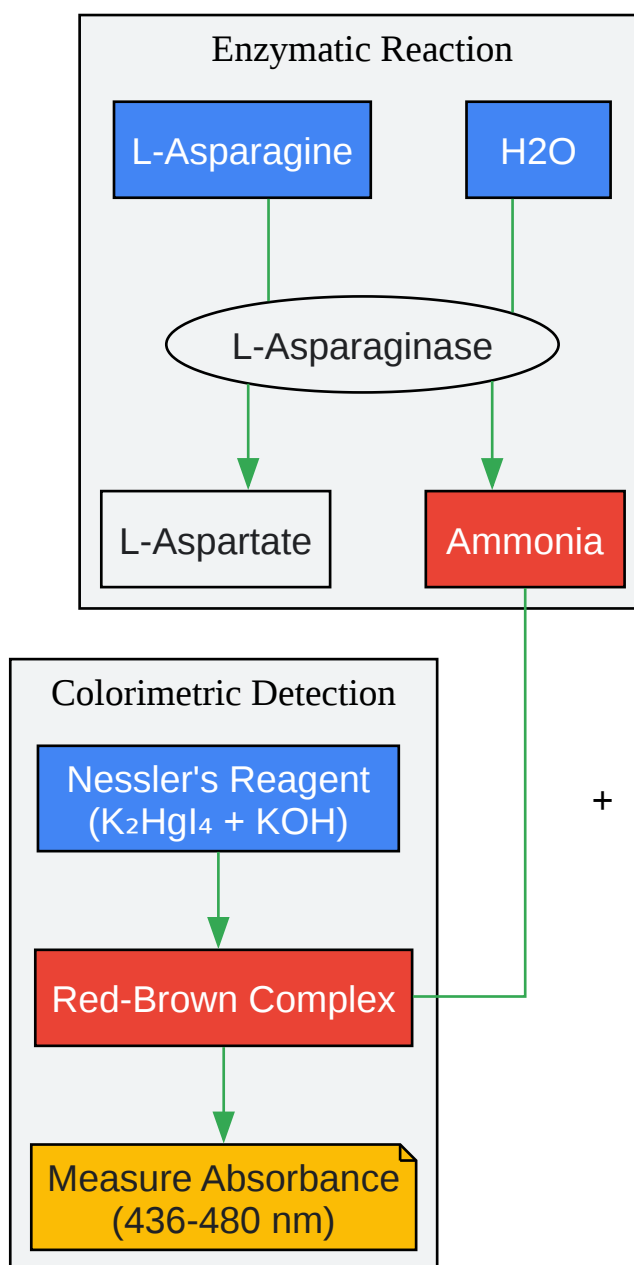 Enzymatic Reaction
L-Asparagine
H2O
L-Asparaginase
L-Aspartate
Ammonia
Colorimetric Detection
Nessler's Reagent
(K₂HgI₄ + KOH)
+
Red-Brown Complex
Measure Absorbance
(436-480 nm)